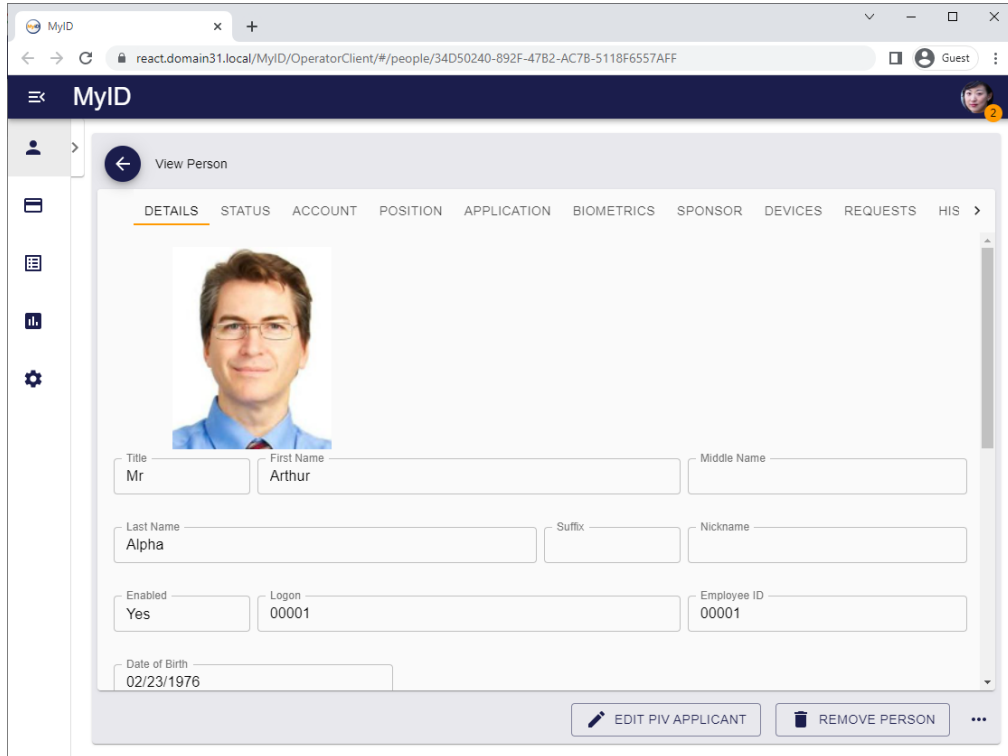 MyID
react.domain31.local/MyID/OperatorClient/#/people/34D50240-892F-47B2-AC7B-5118F6557AFF
Guest
MyID
2
View Person
DETAILS STATUS ACCOUNT POSITION APPLICATION BIOMETRICS SPONSOR DEVICES REQUESTS HIS
Title First Name Middle Name
Mr Arthur
Last Name Suffix Nickname
Alpha
Enabled Logon Employee ID
Yes 00001 00001
Date of Birth
02/23/1976
EDIT PIV APPLICANT REMOVE PERSON